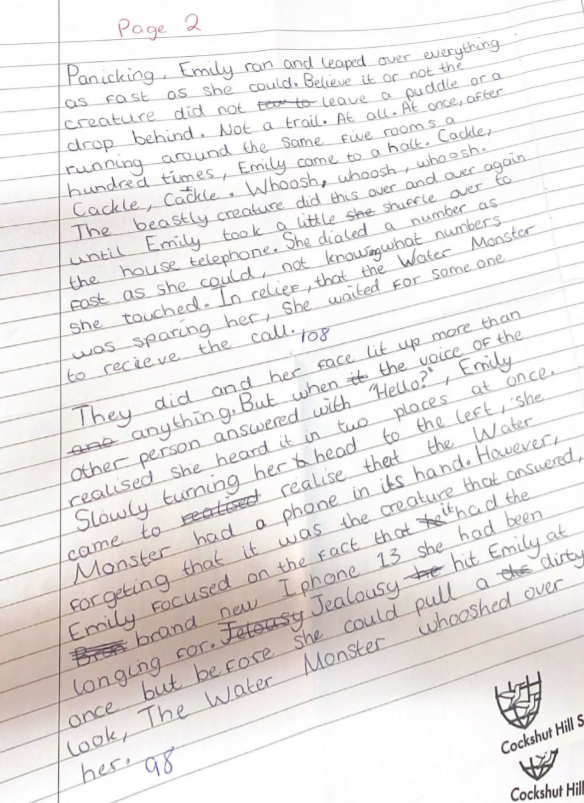 Page 2
Panicking, Emily ran and leaped over everything
as fast as she could. Believe it or not the
creature did not leave a puddle or a
drop behind. Not a trail. At all. At once, after
running around the same five rooms a
hundred times, Emily came to a halt. Cackle,
Cackle, Cackle. Whoosh, whoosh, whoosh.
The beastly creature did this over and over again
until Emily took a little she shuffle over to
the house telephone. She dialed a number as
fast as she could, not knowing what numbers
she touched. In relief, that the Water Monster
was sparing her, she waited for some one
to recieve the call. 108
They did and her face lit up more than
and anything. But when it the voice of the
other person answered with "Hello?", Emily
realised she heard it in two places at once.
Slowly turning her head to the left, she
came to realised realise that the Water
Monster had a phone in its hand. However,
forgeting that it was the creature that answered,
Emily focused on the fact that it had the
brand new Iphone 13 she had been
longing for. Jelousy Jealousy he hit Emily at
once but before she could pull a dirty
look, The Water Monster whooshed over
her. 98
Cockshut Hill S
Cockshut Hill